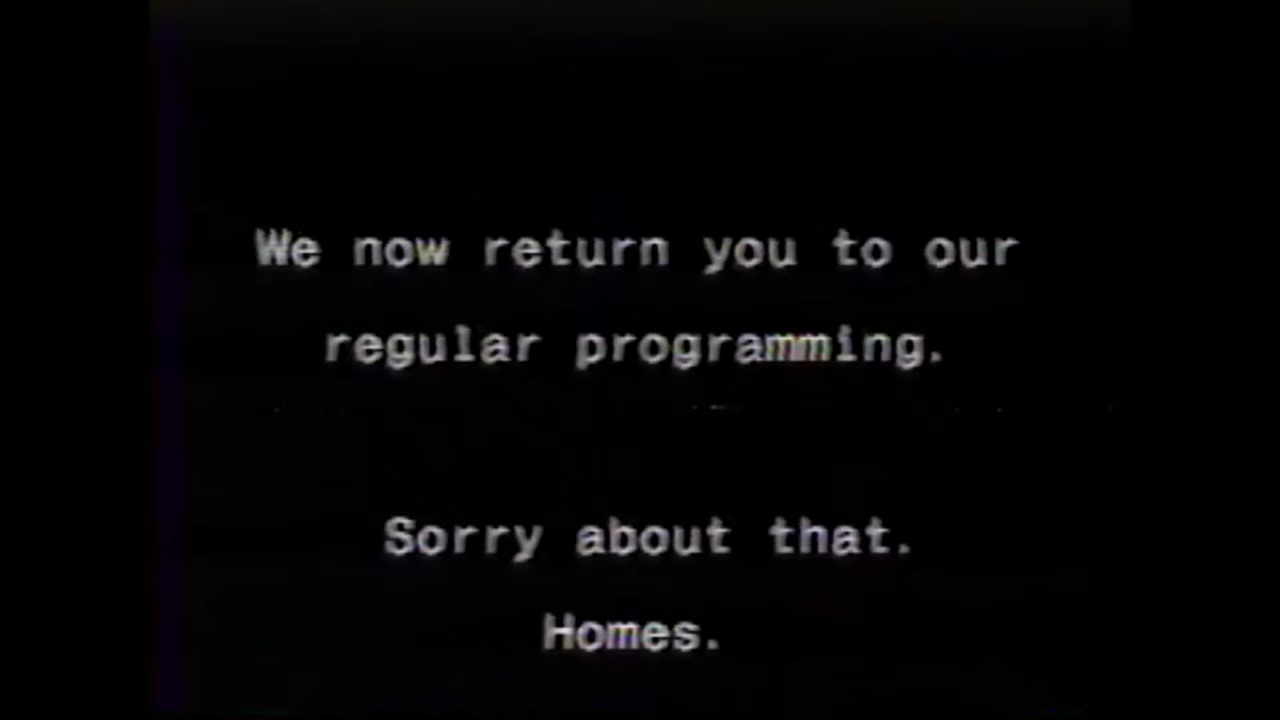 We now return you to our
regular programming.
Sorry about that.
Homes.